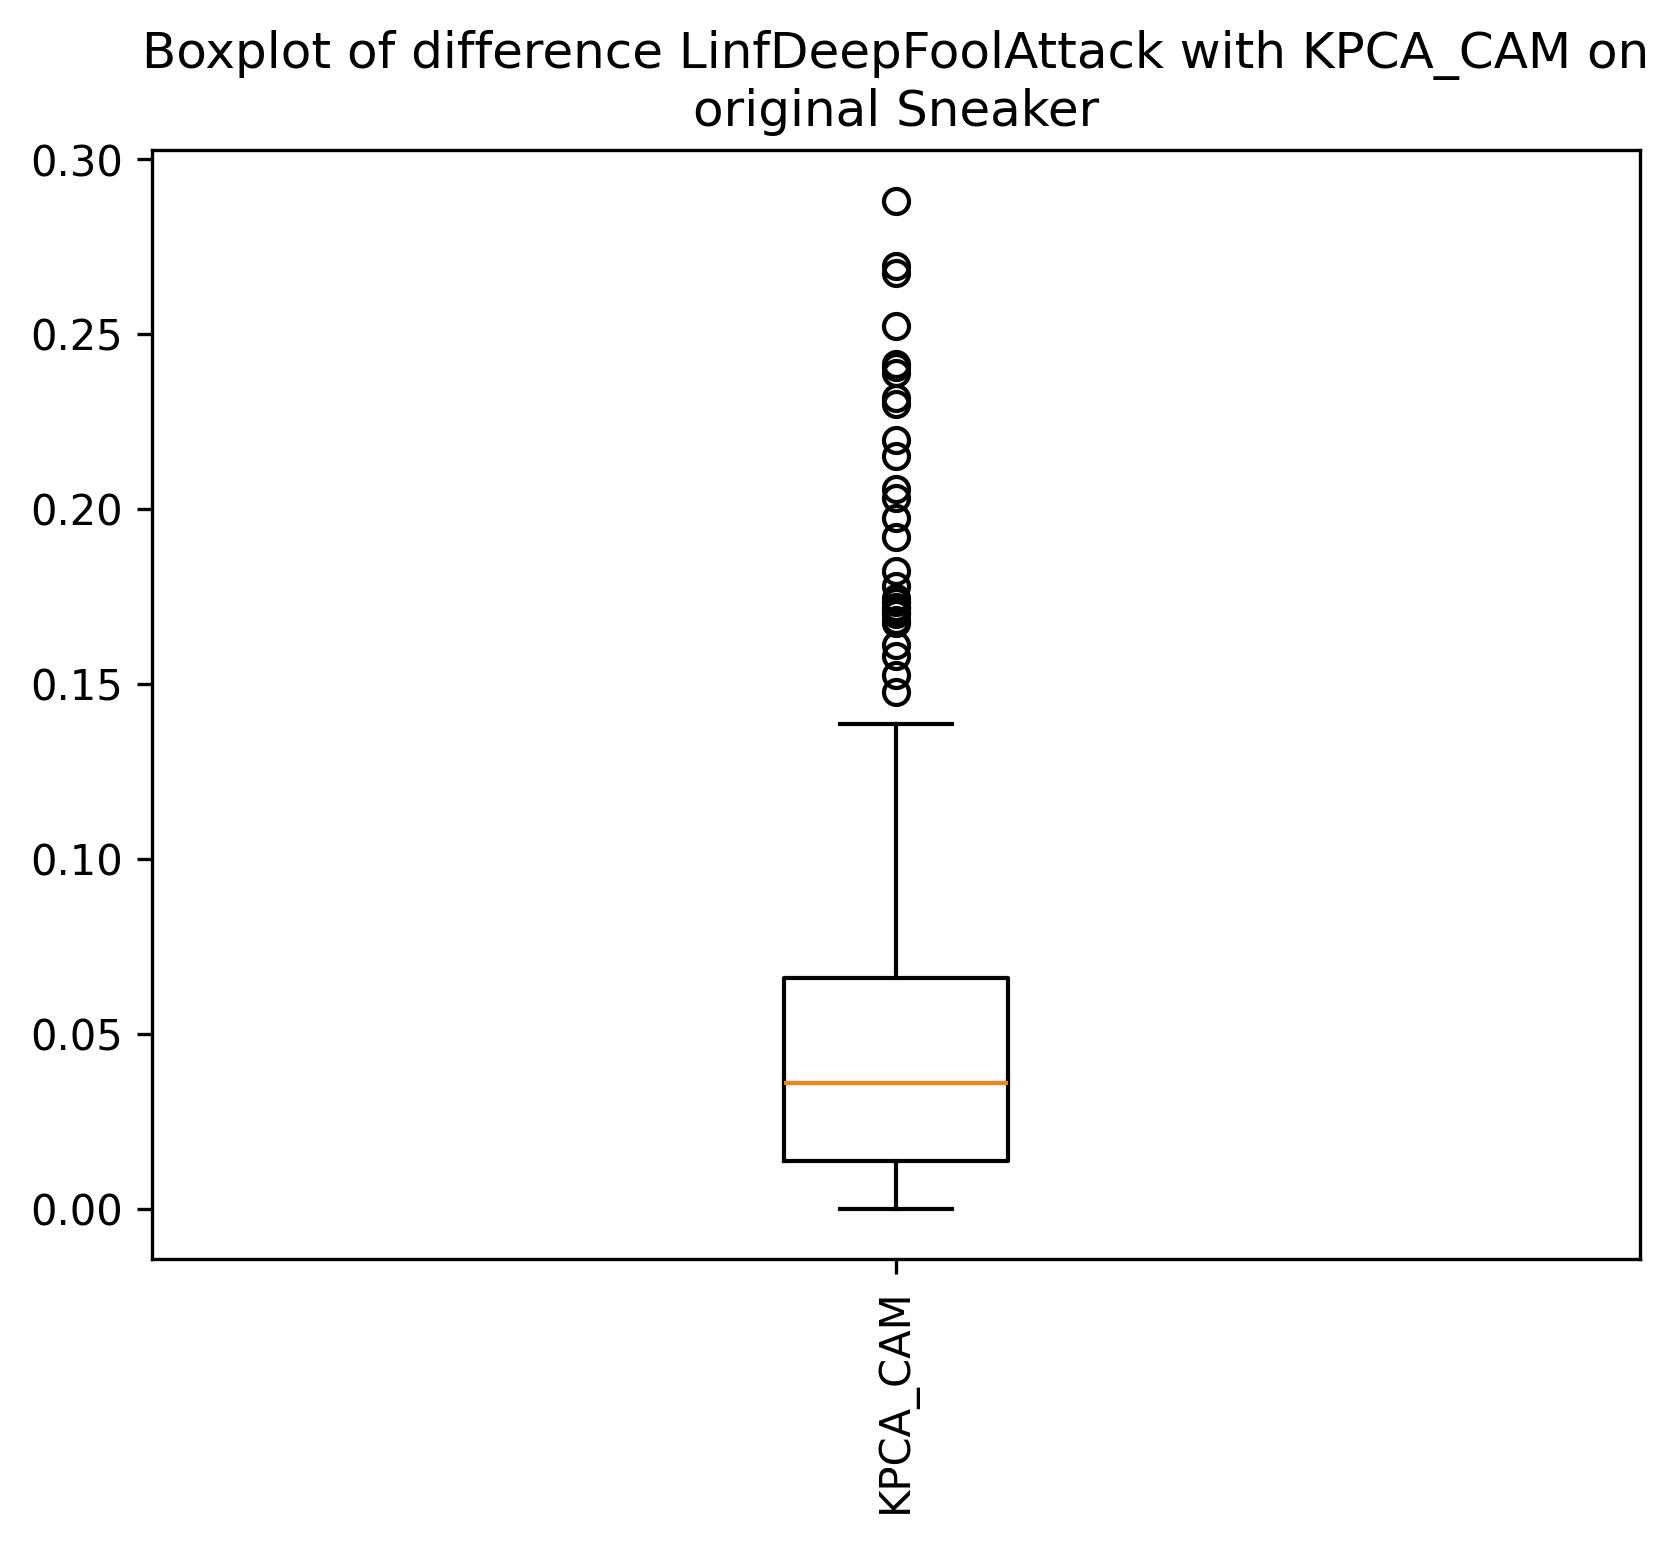 Boxplot of difference LinfDeepFoolAttack with KPCA_CAM on
original Sneaker
0.30
0.25
0.20
0.15
0.10
0.05
0.00
KPCA_CAM